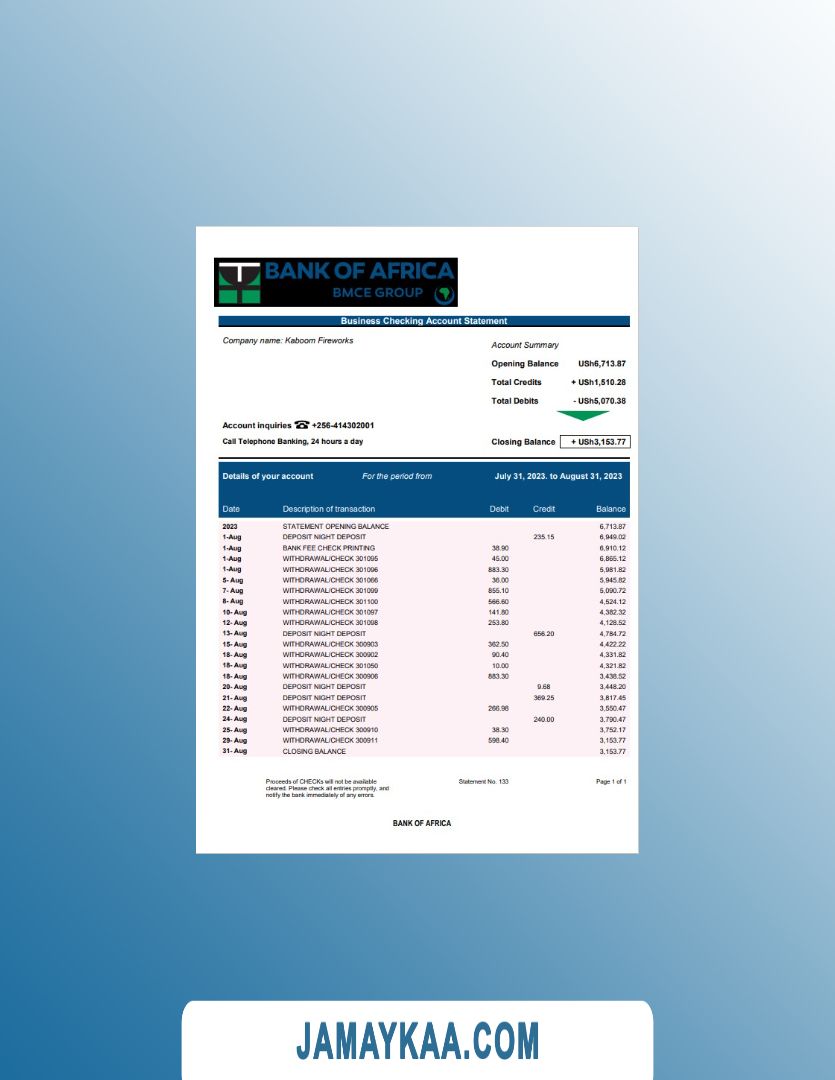 BANK OF AFRICA
BMCE GROUP
Business Checking Account Statement
Company name: Kaboom Fireworks
Account Summary
Opening Balance USh6,713.87
Total Credits + USh1,510.28
Total Debits - USh5,070.38
Account inquiries ☎ +256-414302001
Call Telephone Banking, 24 hours a day
Closing Balance + USh3,153.77
Details of your account For the period from July 31, 2023. to August 31, 2023
Date Description of transaction Debit Credit Balance
2023 STATEMENT OPENING BALANCE 6,713.87
1-Aug DEPOSIT NIGHT DEPOSIT 235.15 6,949.02
1-Aug BANK FEE CHECK PRINTING 38.90 6,910.12
1-Aug WITHDRAWAL/CHECK 301095 45.00 6,865.12
1-Aug WITHDRAWAL/CHECK 301096 883.30 5,981.82
5- Aug WITHDRAWAL/CHECK 301066 36.00 5,945.82
7- Aug WITHDRAWAL/CHECK 301099 855.10 5,090.72
8- Aug WITHDRAWAL/CHECK 301100 566.60 4,524.12
10- Aug WITHDRAWAL/CHECK 301097 141.80 4,382.32
12- Aug WITHDRAWAL/CHECK 301098 253.80 4,128.52
13- Aug DEPOSIT NIGHT DEPOSIT 656.20 4,784.72
15- Aug WITHDRAWAL/CHECK 300903 362.50 4,422.22
18- Aug WITHDRAWAL/CHECK 300902 90.40 4,331.82
18- Aug WITHDRAWAL/CHECK 301050 10.00 4,321.82
18- Aug WITHDRAWAL/CHECK 300906 883.30 3,438.52
20- Aug DEPOSIT NIGHT DEPOSIT 9.68 3,448.20
21- Aug DEPOSIT NIGHT DEPOSIT 369.25 3,817.45
22- Aug WITHDRAWAL/CHECK 300905 266.98 3,550.47
24- Aug DEPOSIT NIGHT DEPOSIT 240.00 3,790.47
25- Aug WITHDRAWAL/CHECK 300910 38.30 3,752.17
29- Aug WITHDRAWAL/CHECK 300911 598.40 3,153.77
31- Aug CLOSING BALANCE 3,153.77
Proceeds of CHECKs will not be available Statement No. 133 Page 1 of 1
cleared. Please check all entries promptly, and
notify the bank immediately of any errors.
BANK OF AFRICA
JAMAYKAA.COM